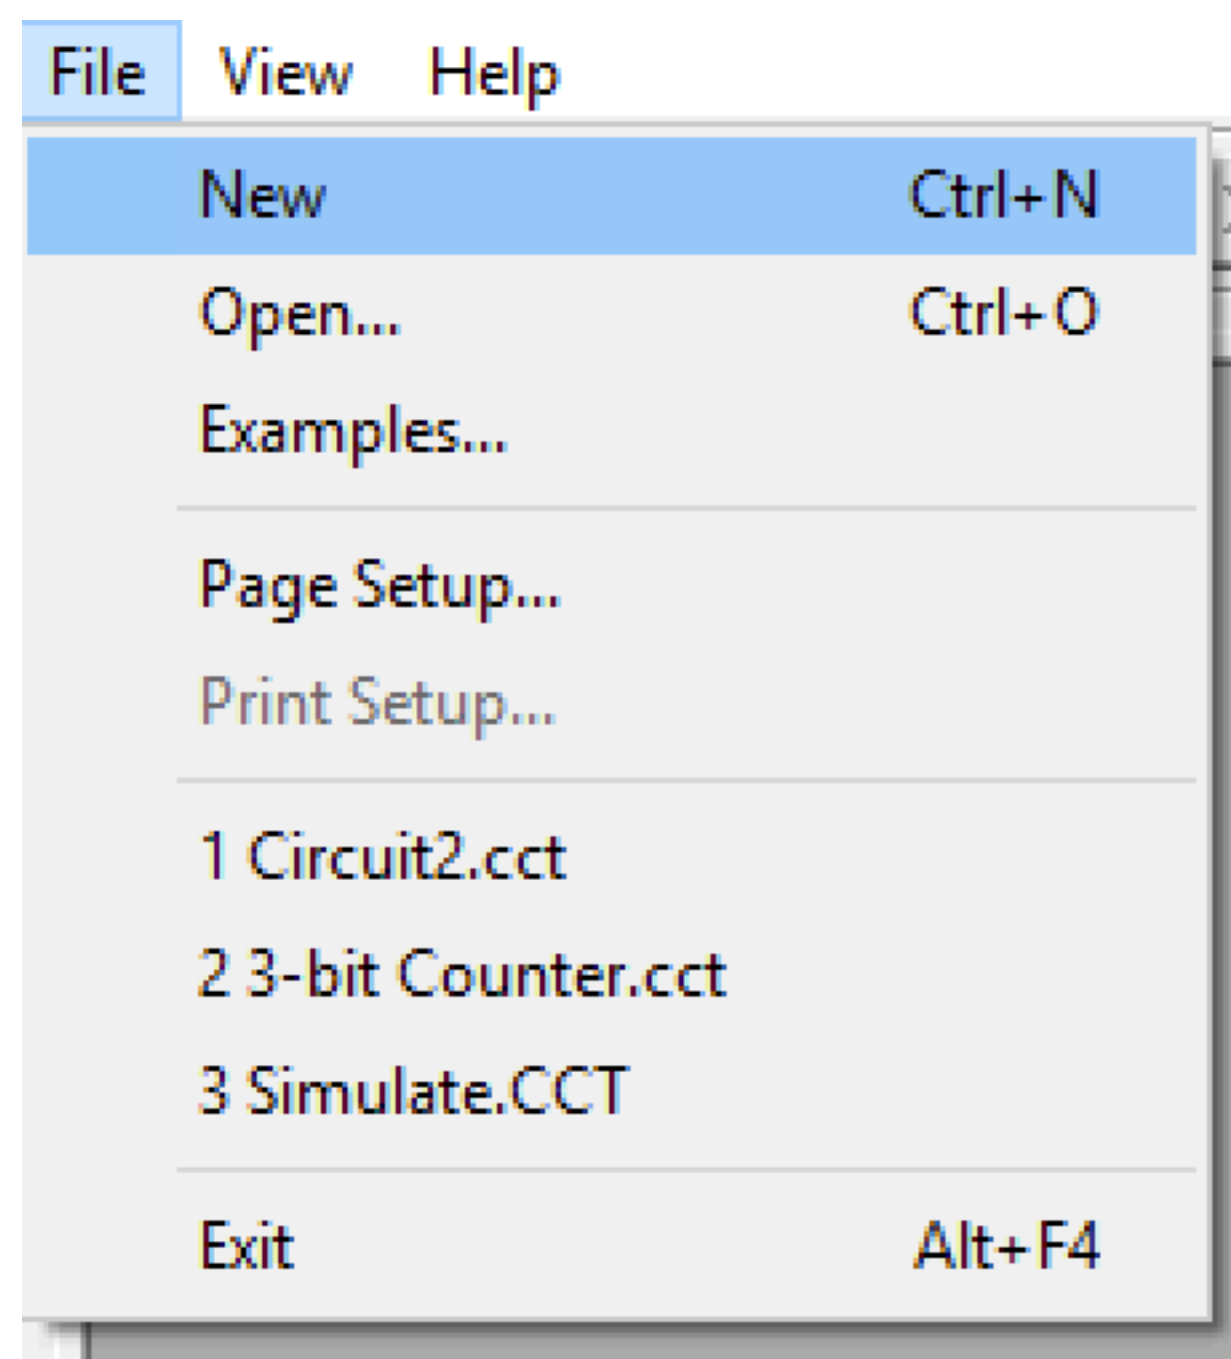 File View Help
New Ctrl+N
Open... Ctrl+O
Examples...
Page Setup...
Print Setup...
1 Circuit2.cct
2 3-bit Counter.cct
3 Simulate.CCT
Exit Alt+F4